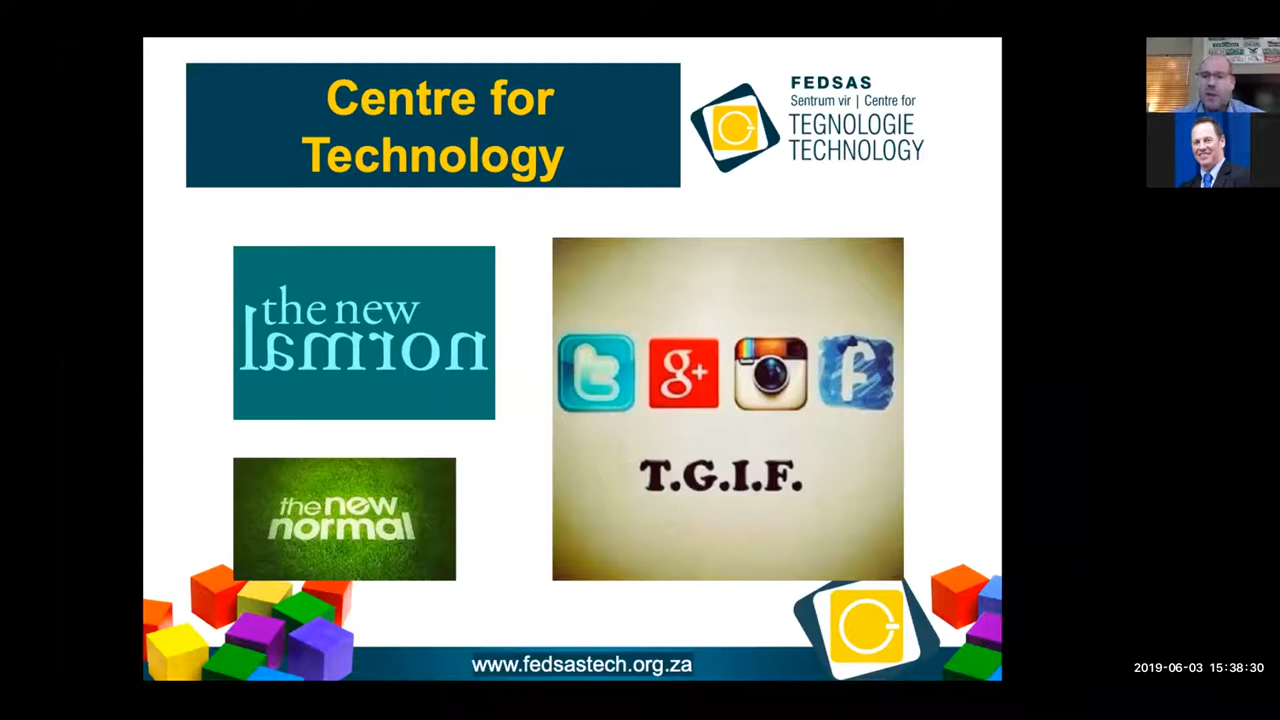 Centre for
Technology
FEDSAS
Sentrum vir | Centre for
TEGNOLOGIE
TECHNOLOGY
the new
normal
the new
normal
g+
T.G.I.F.
www.fedsastech.org.za
2019-06-03 15:38:30